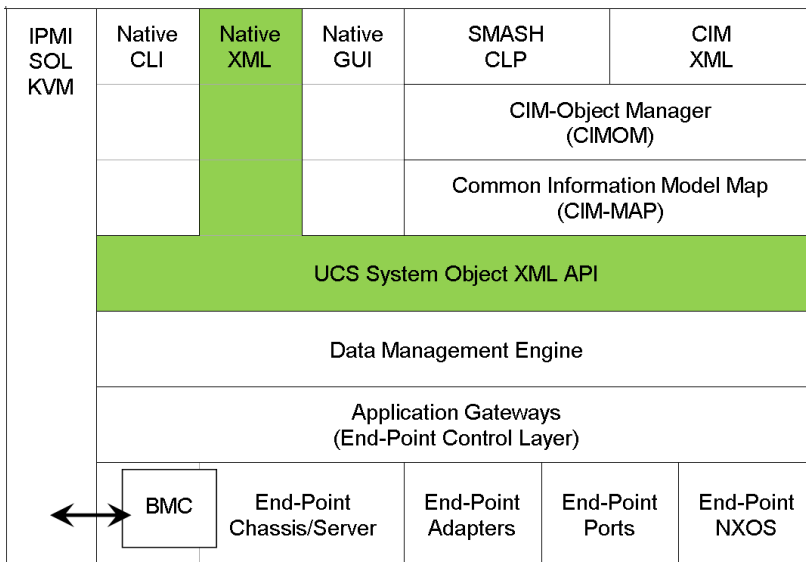 IPMI
SOL
KVM
Native
CLI
Native
XML
Native
GUI
SMASH
CLP
CIM
XML
CIM-Object Manager
(CIMOM)
Common Information Model Map
(CIM-MAP)
UCS System Object XML API
Data Management Engine
Application Gateways
(End-Point Control Layer)
BMC
End-Point
Chassis/Server
End-Point
Adapters
End-Point
Ports
End-Point
NXOS